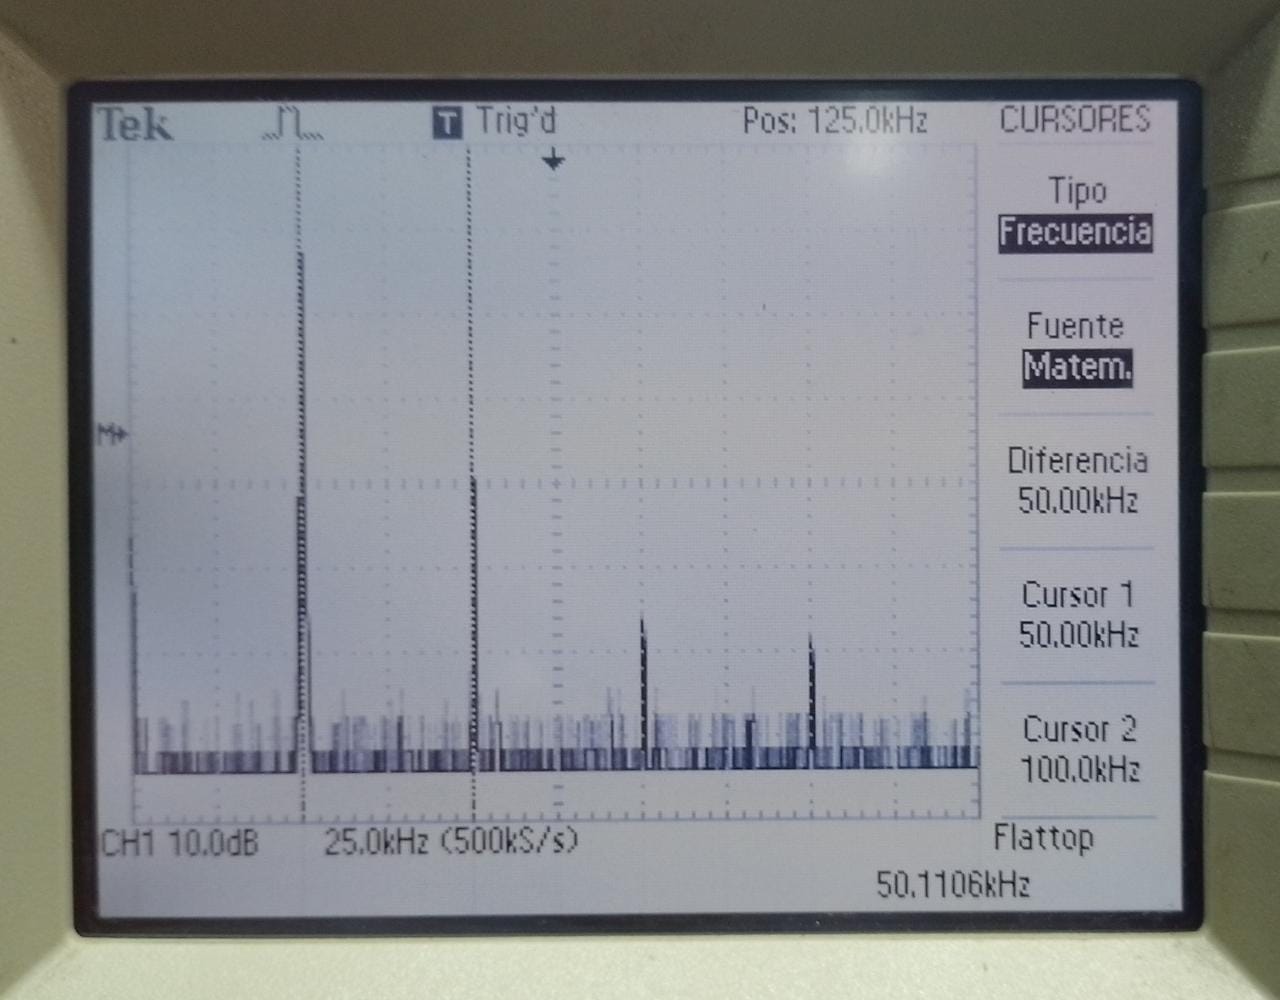 Tek T Trig'd Pos: 125.0kHz CURSORES
Tipo
Frecuencia
Fuente
Matem.
M
Diferencia
50.00kHz
Cursor 1
50.00kHz
Cursor 2
100.0kHz
CH1 10.0dB 25.0kHz (500kS/s) Flattop
50.1106kHz